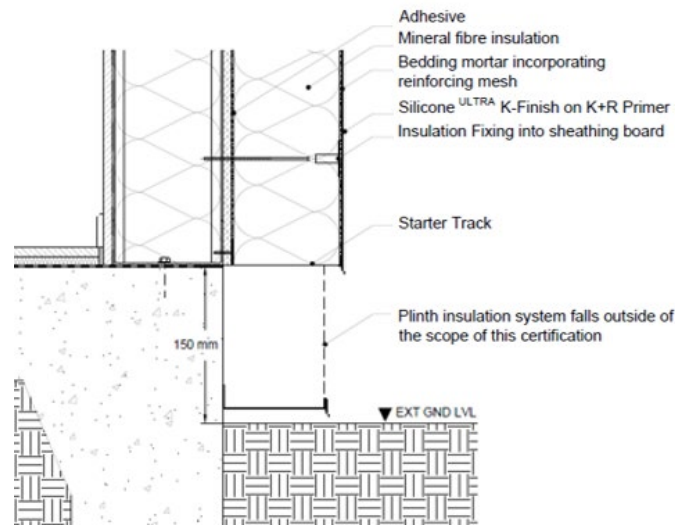 Adhesive
Mineral fibre insulation
Bedding mortar incorporating
reinforcing mesh
Silicone ULTRA K-Finish on K+R Primer
Insulation Fixing into sheathing board
Starter Track
Plinth insulation system falls outside of
the scope of this certification
150 mm
EXT GND LVL